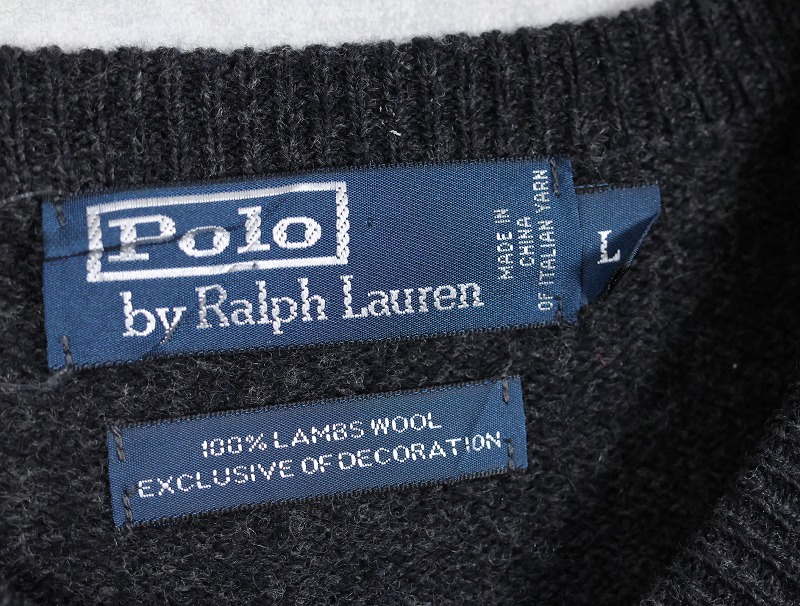 Polo
by Ralph Lauren
MADE IN
CHINA
OF ITALIAN YARN
L
100% LAMBS WOOL
EXCLUSIVE OF DECORATION